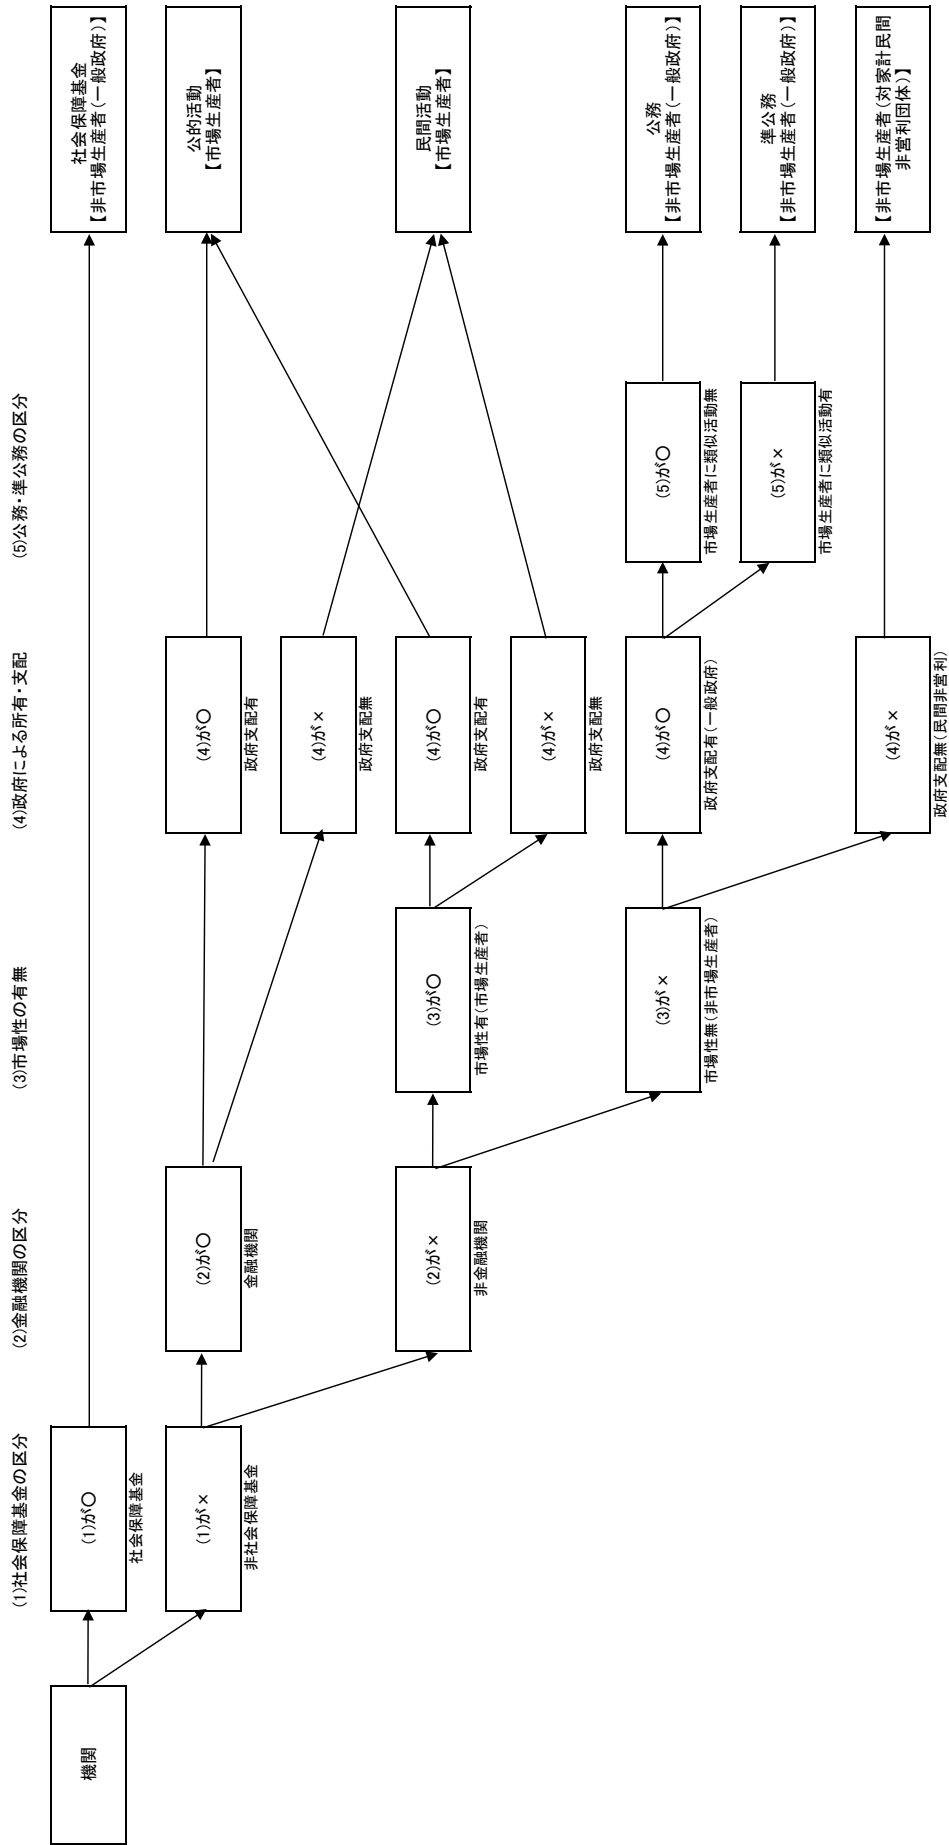 (1)社会保障基金の区分
(2)金融機関の区分
(3)市場性の有無
(4)政府による所有・支配
(5)公務・準公務の区分
機関
(1)が〇
社会保障基金
社会保障基金
【非市場生産者(一般政府)】
(1)が×
非社会保障基金
(2)が〇
金融機関
(4)が〇
政府支配有
公的活動
【市場生産者】
(4)が×
政府支配無
(2)が×
非金融機関
(3)が〇
市場性有(市場生産者)
(4)が〇
政府支配有
民間活動
【市場生産者】
(4)が×
政府支配無
(3)が×
市場性無(非市場生産者)
(4)が〇
政府支配有(一般政府)
(5)が〇
市場生産者に類似活動無
公務
【非市場生産者(一般政府)】
(5)が×
市場生産者に類似活動有
準公務
【非市場生産者(一般政府)】
(4)が×
政府支配無(民間非営利)
【非市場生産者(対家計民間
非営利団体)】